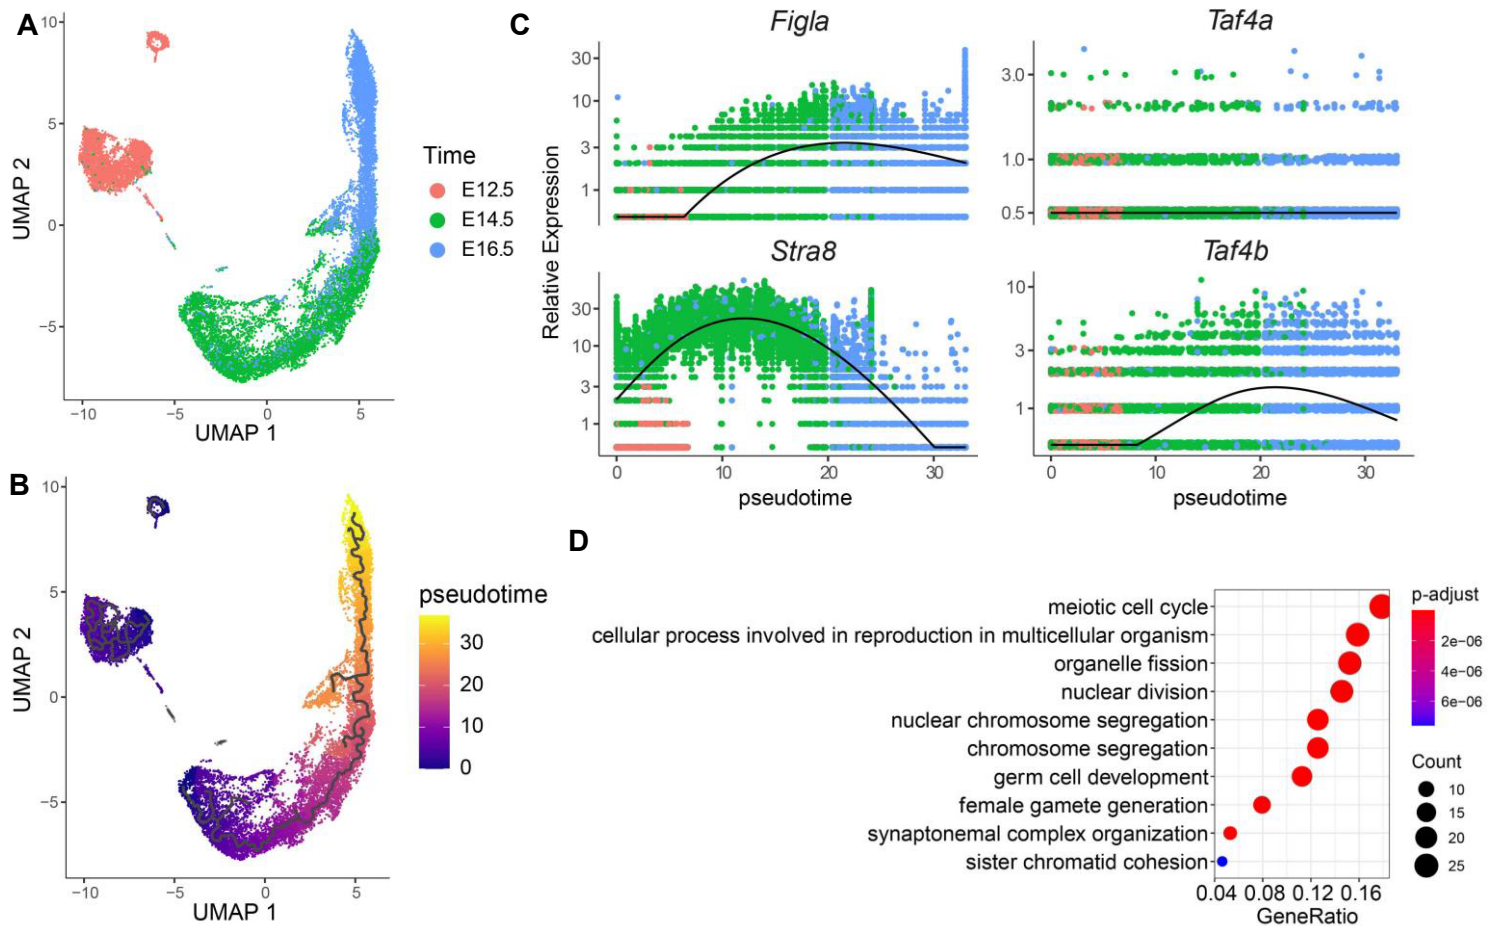 A
10
5
0
−5
UMAP 2
−10
−5
0
5
UMAP 1
Time
E12.5
E14.5
E16.5
B
10
5
0
−5
UMAP 2
−10
−5
0
5
UMAP 1
pseudotime
30
20
10
0
C
Relative Expression
Figla
30
10
3
1
Taf4a
3.0
1.0
0.5
Stra8
30
10
3
1
0
10
20
30
pseudotime
Taf4b
10
3
1
0
10
20
30
pseudotime
D
meiotic cell cycle
cellular process involved in reproduction in multicellular organism
organelle fission
nuclear division
nuclear chromosome segregation
chromosome segregation
germ cell development
female gamete generation
synaptonemal complex organization
sister chromatid cohesion
0.04 0.08 0.12 0.16
GeneRatio
p-adjust
2e−06
4e−06
6e−06
Count
10
15
20
25